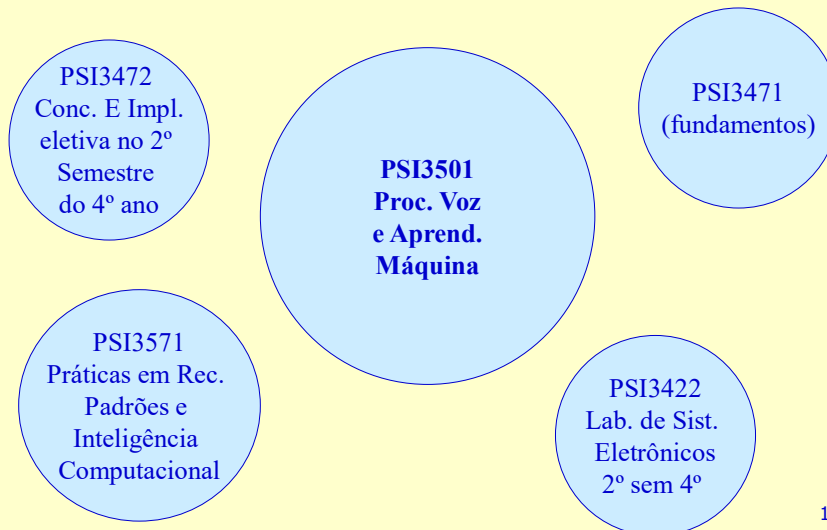 PSI3472
Conc. E Impl.
eletiva no 2º
Semestre
do 4º ano
PSI3501
Proc. Voz
e Aprend.
Máquina
PSI3471
(fundamentos)
PSI3571
Práticas em Rec.
Padrões e
Inteligência
Computacional
PSI3422
Lab. de Sist.
Eletrônicos
2º sem 4º
1